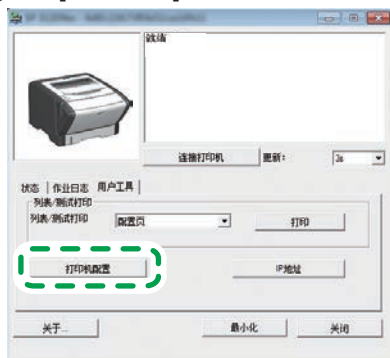 就绪
连接打印机 更新: 3s
状态 作业日志 用户工具
列表/测试打印
列表/测试打印 配置页 打印
打印机配置 IP地址
关于... 最小化 关闭